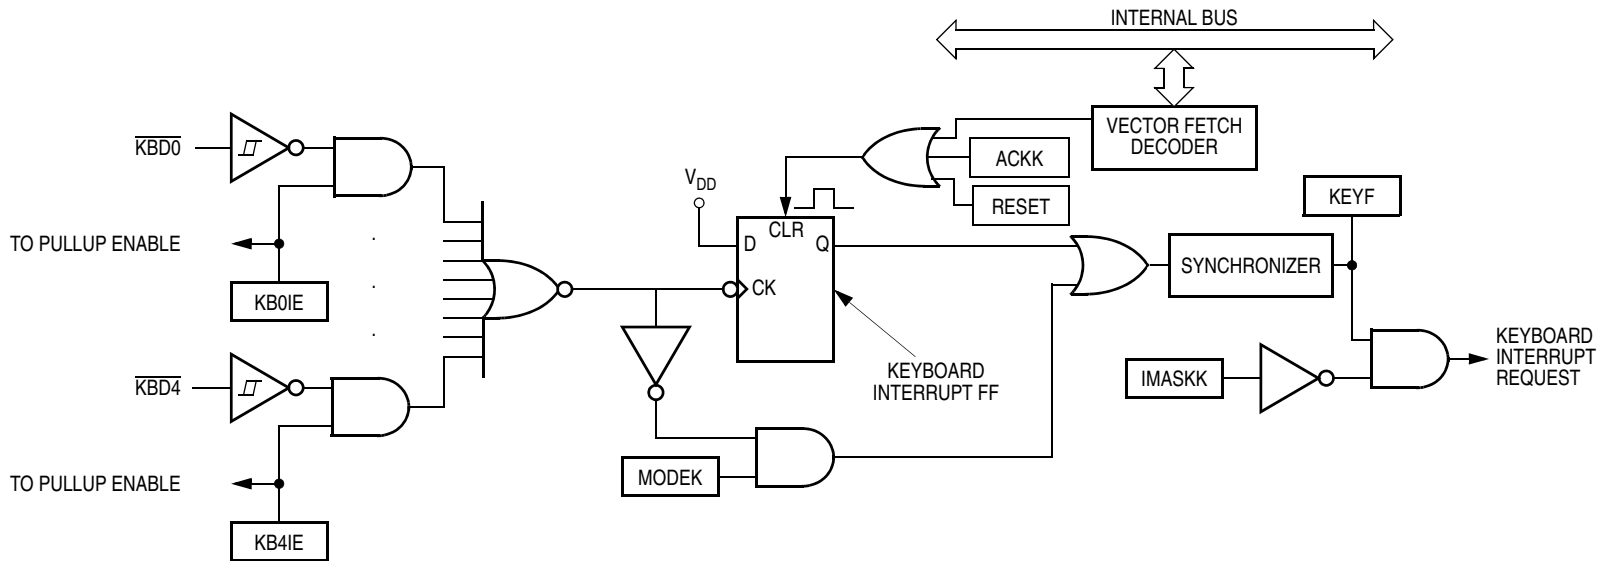 INTERNAL BUS
KBD0
VECTOR FETCH
DECODER
ACKK
RESET
VDD
KEYF
TO PULLUP ENABLE
D
CLR
Q
CK
SYNCHRONIZER
KB0IE
KEYBOARD
INTERRUPT FF
KEYBOARD
INTERRUPT
REQUEST
IMASKK
KBD4
MODEK
TO PULLUP ENABLE
KB4IE